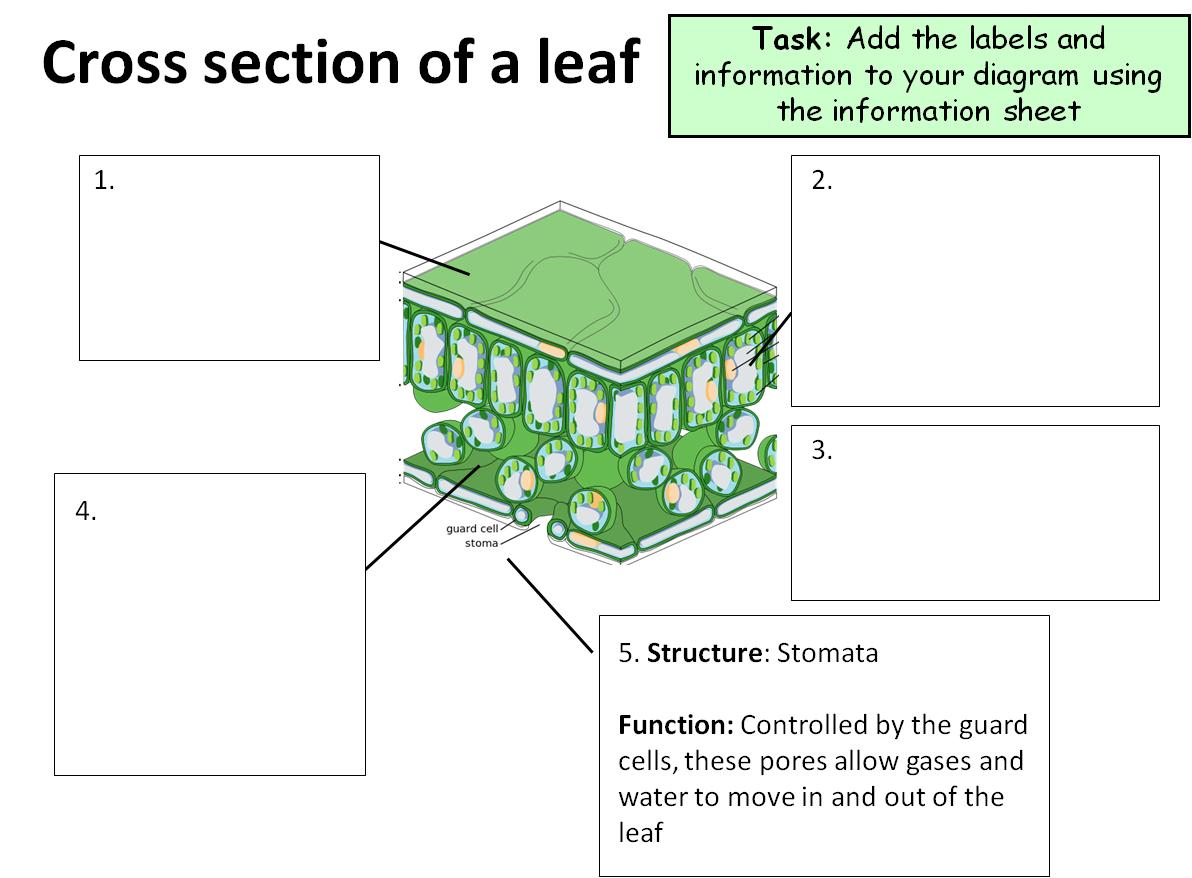 Cross section of a leaf
Task: Add the labels and
information to your diagram using
the information sheet
1.
2.
3.
4.
guard cell
stoma
5. Structure: Stomata
Function: Controlled by the guard
cells, these pores allow gases and
water to move in and out of the
leaf